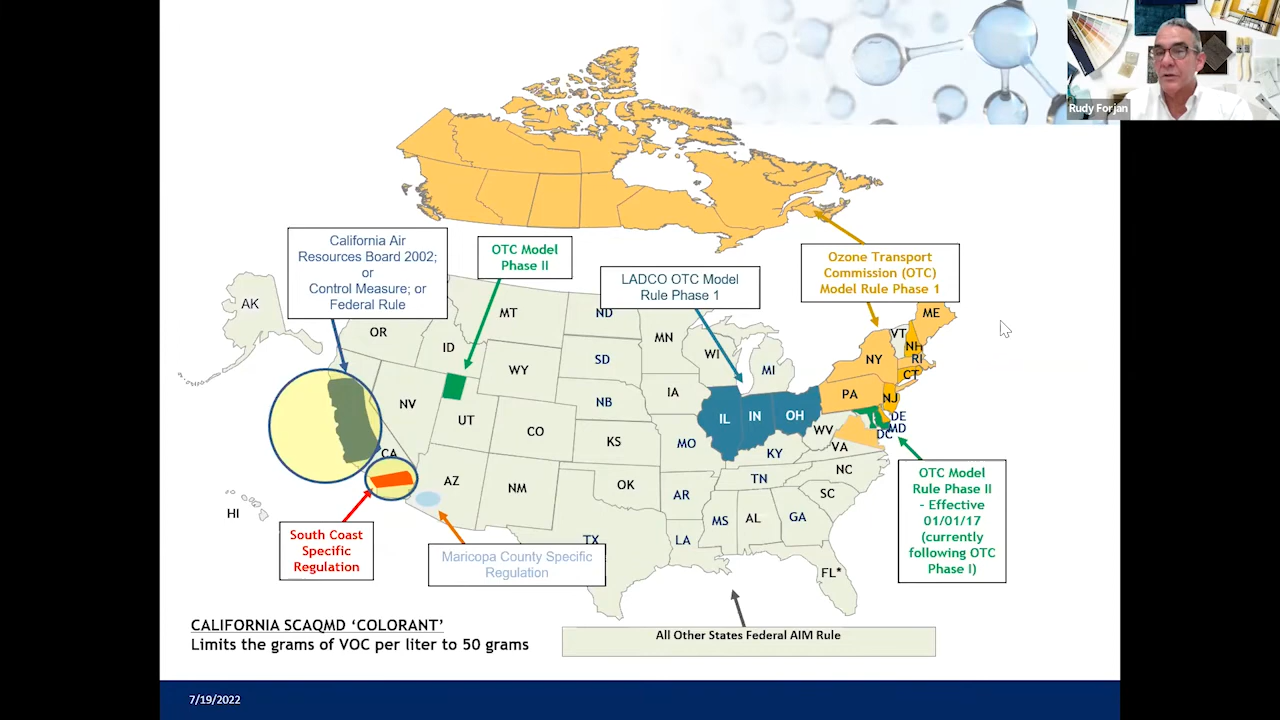 Rudy Forjan
California Air
Resources Board 2002;
or
Control Measure; or
Federal Rule
OTC Model
Phase II
LADCO OTC Model
Rule Phase 1
Ozone Transport
Commission (OTC)
Model Rule Phase 1
AK
OR
ID
MT
ND
MN
WI
MI
VT
ME
NH
RI
NY
CT
WY
SD
IA
PA
NJ
NV
UT
NB
IL
IN
OH
DE
MD
DC
CO
KS
MO
WV
VA
KY
CA
AZ
NM
OK
AR
TN
NC
SC
HI
TX
LA
MS
AL
GA
FL*
South Coast
Specific
Regulation
Maricopa County Specific
Regulation
OTC Model
Rule Phase II
- Effective
01/01/17
(currently
following OTC
Phase I)
CALIFORNIA SCAQMD ‘COLORANT’
Limits the grams of VOC per liter to 50 grams
All Other States Federal AIM Rule
7/19/2022